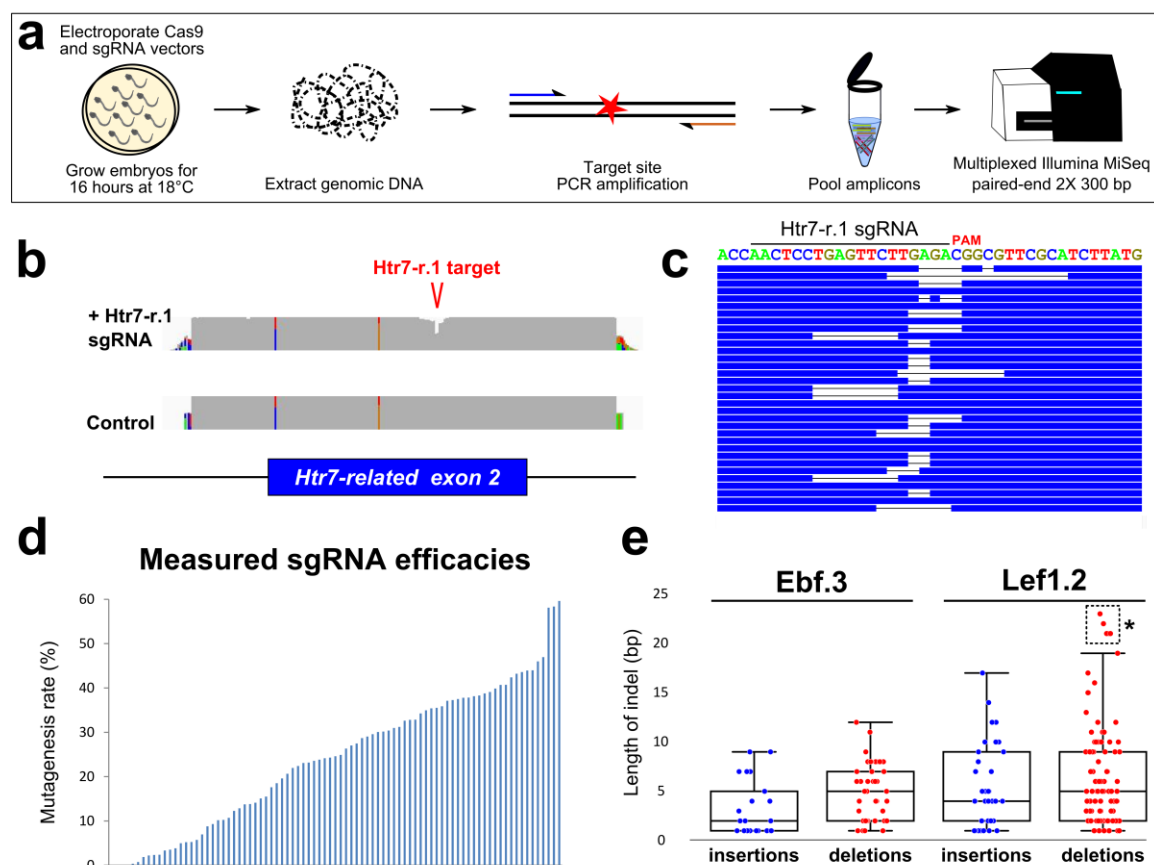 a
Electroporate Cas9
and sgRNA vectors
Grow embryos for
16 hours at 18°C
Extract genomic DNA
Target site
PCR amplification
Pool amplicons
Multiplexed Illumina MiSeq
paired-end 2X 300 bp
b
Htr7-r.1 target
+ Htr7-r.1
sgRNA
Control
Htr7-related exon 2
c
Htr7-r.1 sgRNA
PAM
ACCAACTCCTGAGTTCTTGAGACGGCGTTCGCATCTTATG
d
Measured sgRNA efficacies
Mutagenesis rate (%)
60
50
40
30
20
10
0
e
Ebf.3
Lef1.2
Length of indel (bp)
25
20
15
10
5
0
*
insertions
deletions
insertions
deletions